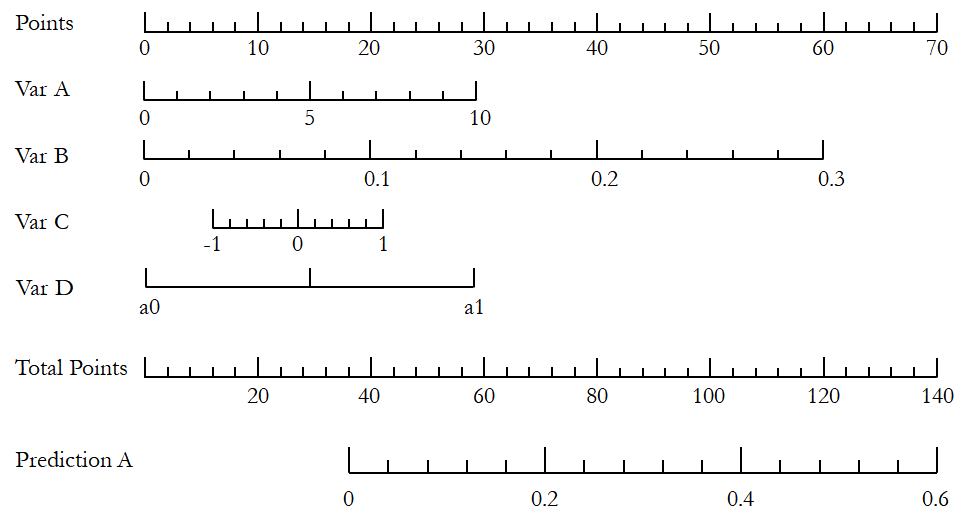 Points
0 10 20 30 40 50 60 70
Var A
0 5 10
Var B
0 0.1 0.2 0.3
Var C
-1 0 1
Var D
a0 a1
Total Points
20 40 60 80 100 120 140
Prediction A
0 0.2 0.4 0.6